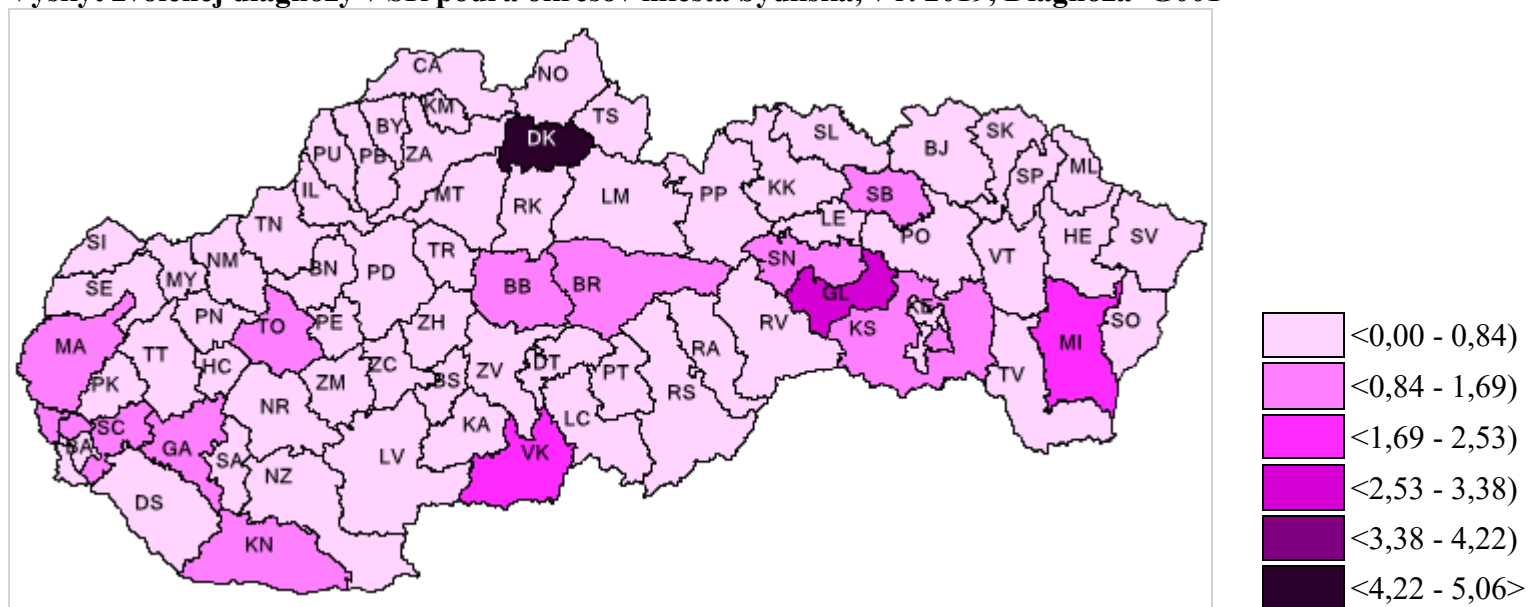 Výskyt zvolenej diagnózy v SR podľa okresov miesta bydliska, v r. 2019, Diagnóza
CA
NO
KM
TS
BY
DK
SL
BJ
SK
PU
PB
ZA
ML
SP
IL
MT
RK
LM
PP
KK
SB
TN
LE
PO
HE
SV
SI
TR
VT
NM
BN
PD
SN
MY
SE
BB
BR
GL
KE
PN
TO
PE
ZH
RV
KS
SO
MA
TT
HC
ZC
ZV
DT
RA
MI
PK
ZM
BS
PT
TV
NR
RS
SC
KA
LC
BA
GA
SA
LV
VK
NZ
DS
KN
<0,00 - 0,84)
<0,84 - 1,69)
<1,69 - 2,53)
<2,53 - 3,38)
<3,38 - 4,22)
<4,22 - 5,06>